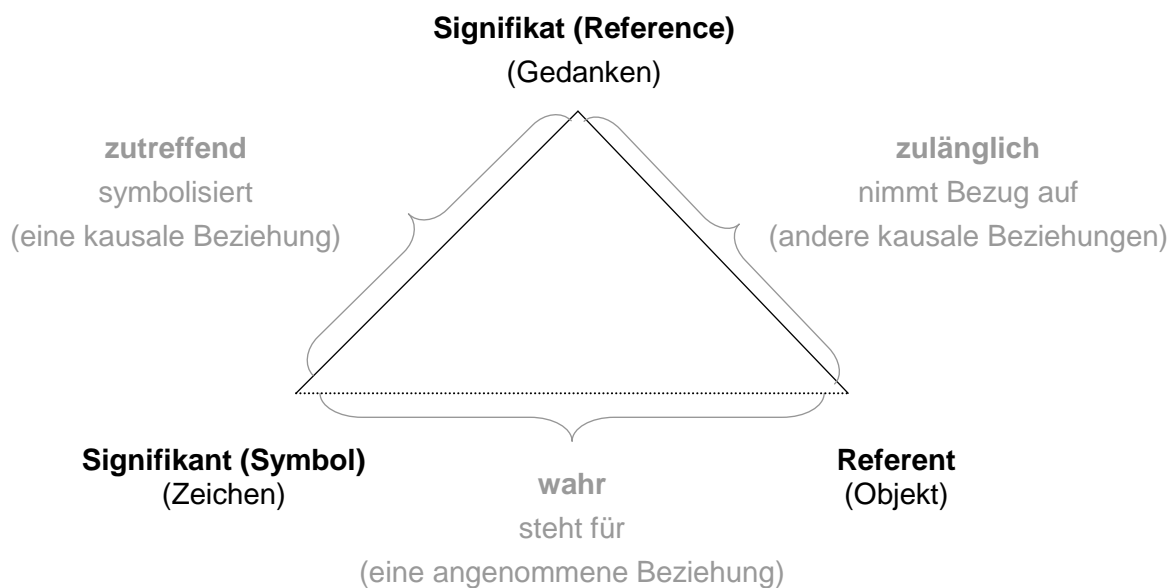 Signifikat (Reference)
(Gedanken)
zutreffend
symbolisiert
(eine kausale Beziehung)
zulänglich
nimmt Bezug auf
(andere kausale Beziehungen)
Signifikant (Symbol)
(Zeichen)
wahr
steht für
(eine angenommene Beziehung)
Referent
(Objekt)